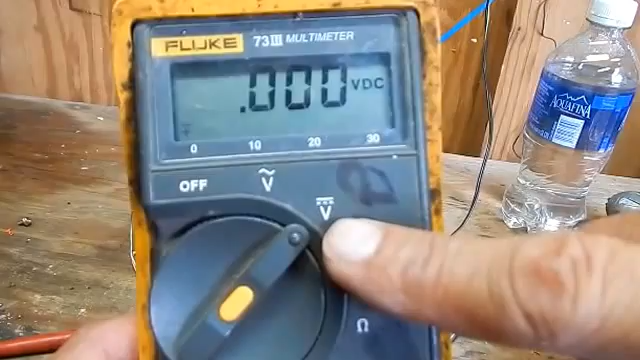 FLUKE 73III MULTIMETER
.000 VDC
0 10 20 30
OFF Ṽ V
Ω
AQUAFINA